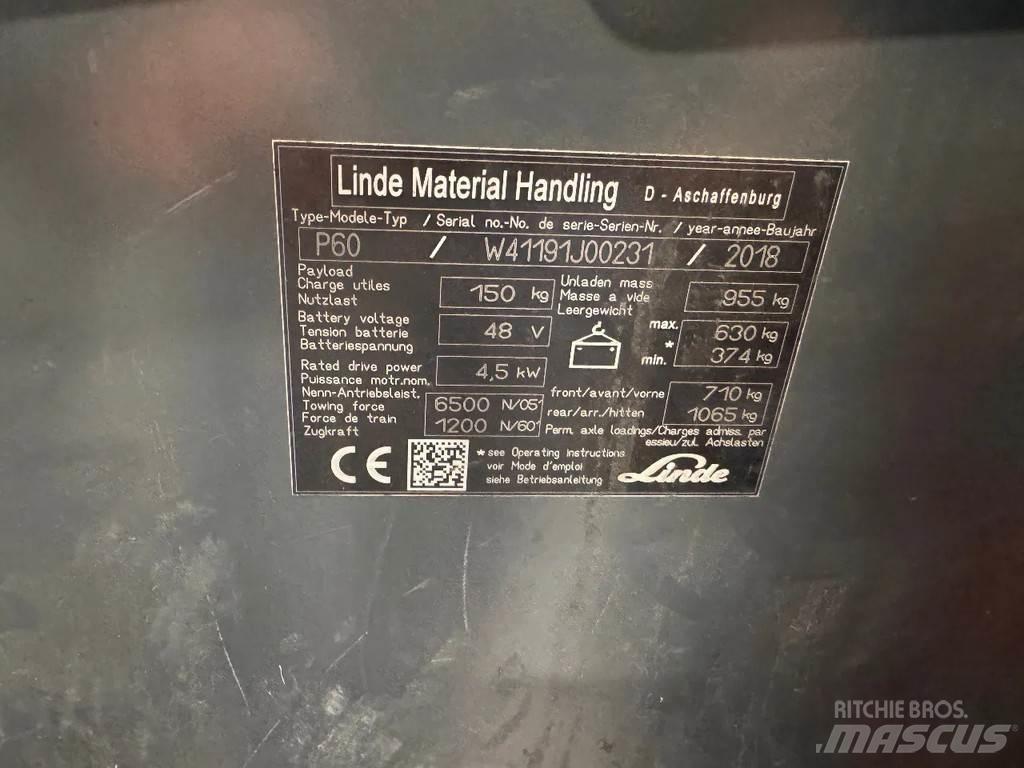 Linde Material Handling D - Aschaffenburg
Type-Modele-Typ / Serial no.-No. de serie-Serien-Nr. / year-annee-Baujahr
P60 / W41191J00231 / 2018
Payload
Charge utiles
Nutzlast
150 kg
Unladen mass
Masse a vide
Leergewicht
955 kg
Battery voltage
Tension batterie
Batteriespannung
48 V
max. 630 kg
*
min. 374 kg
Rated drive power
Puissance motr.nom.
Nenn-Antriebsleist.
4,5 kW
front/avant/vorne 710 kg
rear/arr./hitten 1065 kg
Towing force
Force de train
Zugkraft
6500 N/05'
1200 N/60'
Perm. axle loadings/Charges admiss. par
essieu/zul. Achslasten
CE
*see Operating Instructions
voir Mode d'emploi
siehe Betriebsanleitung
Linde
RITCHIE BROS.
MASCUS